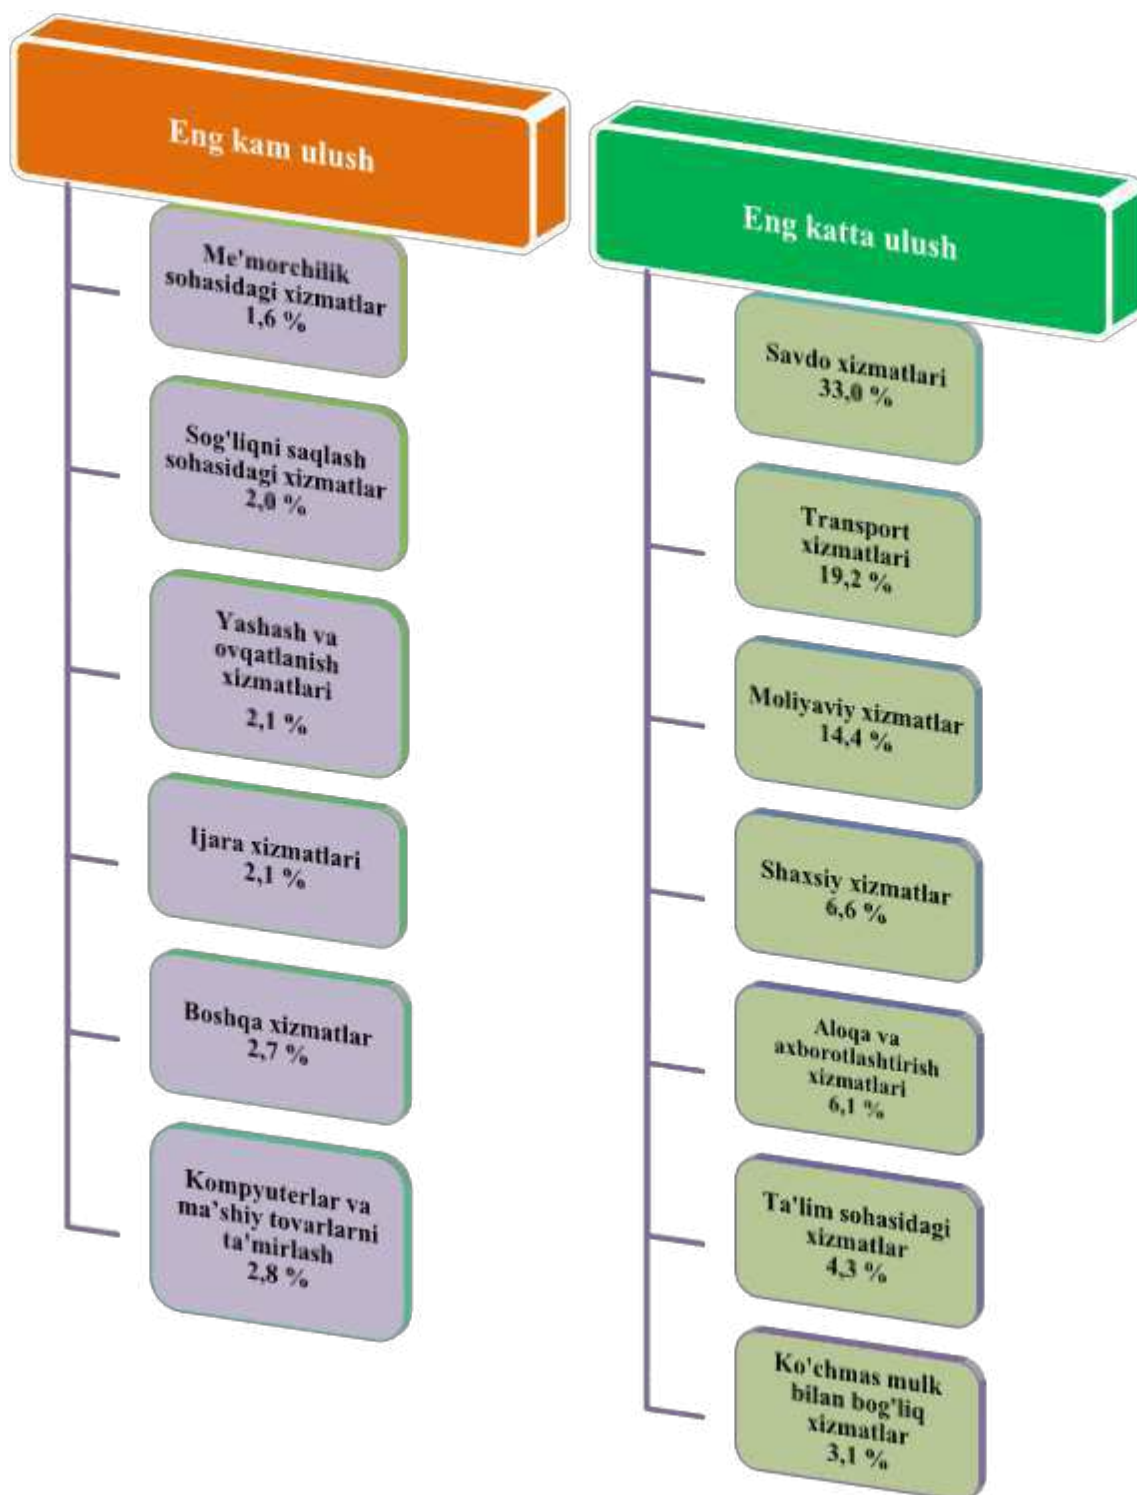 Eng kam ulush
Me'morchilik
sohasidagi xizmatlar
1,6 %
Sog'liqni saqlash
sohasidagi xizmatlar
2,0 %
Yashash va
ovqatlanish
xizmatlari
2,1 %
Ijara xizmatlari
2,1 %
Boshqa xizmatlar
2,7 %
Kompyuterlar va
ma’shiy tovarlarni
ta'mirlash
2,8 %
Eng katta ulush
Savdo xizmatlari
33,0 %
Transport
xizmatlari
19,2 %
Moliyaviy xizmatlar
14,4 %
Shaxsiy xizmatlar
6,6 %
Aloqa va
axborotlashtirish
xizmatlari
6,1 %
Ta'lim sohasidagi
xizmatlar
4,3 %
Ko'chmas mulk
bilan bog'liq
xizmatlar
3,1 %